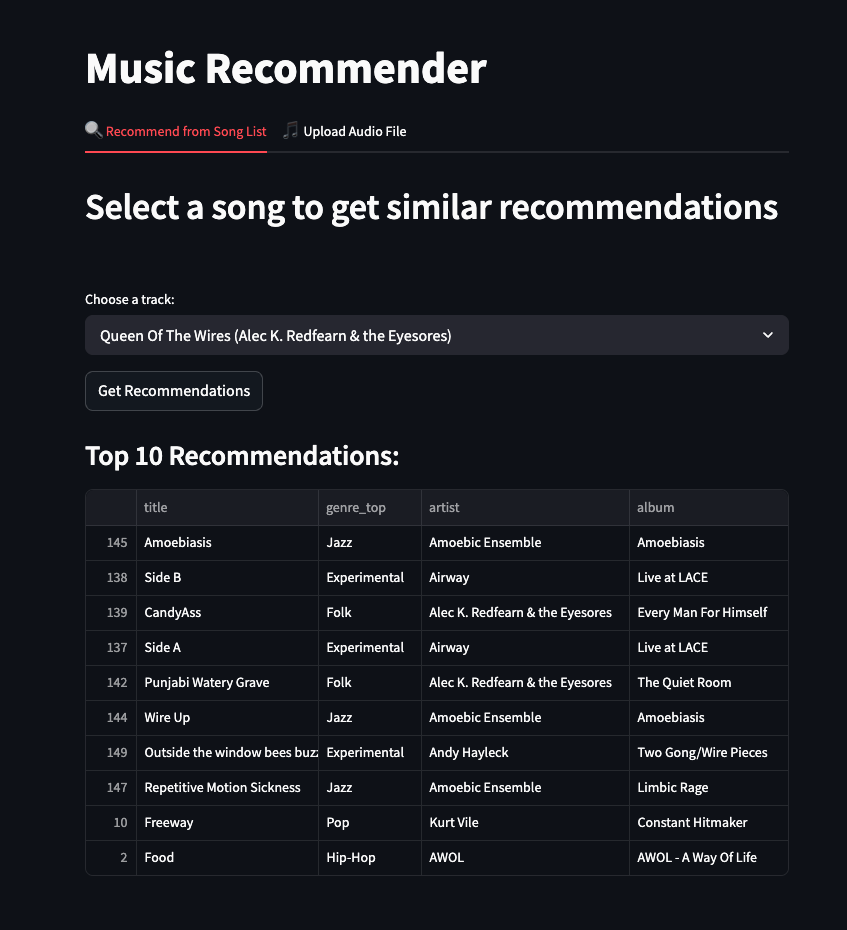 Music Recommender
Recommend from Song List Upload Audio File
Select a song to get similar recommendations
Choose a track:
Queen Of The Wires (Alec K. Redfearn & the Eyesores)
Get Recommendations
Top 10 Recommendations:
title genre_top artist album
145 Amoebiasis Jazz Amoebic Ensemble Amoebiasis
138 Side B Experimental Airway Live at LACE
139 CandyAss Folk Alec K. Redfearn & the Eyesores Every Man For Himself
137 Side A Experimental Airway Live at LACE
142 Punjabi Watery Grave Folk Alec K. Redfearn & the Eyesores The Quiet Room
144 Wire Up Jazz Amoebic Ensemble Amoebiasis
149 Outside the window bees buzz Experimental Andy Hayleck Two Gong/Wire Pieces
147 Repetitive Motion Sickness Jazz Amoebic Ensemble Limbic Rage
10 Freeway Pop Kurt Vile Constant Hitmaker
2 Food Hip-Hop AWOL AWOL - A Way Of Life